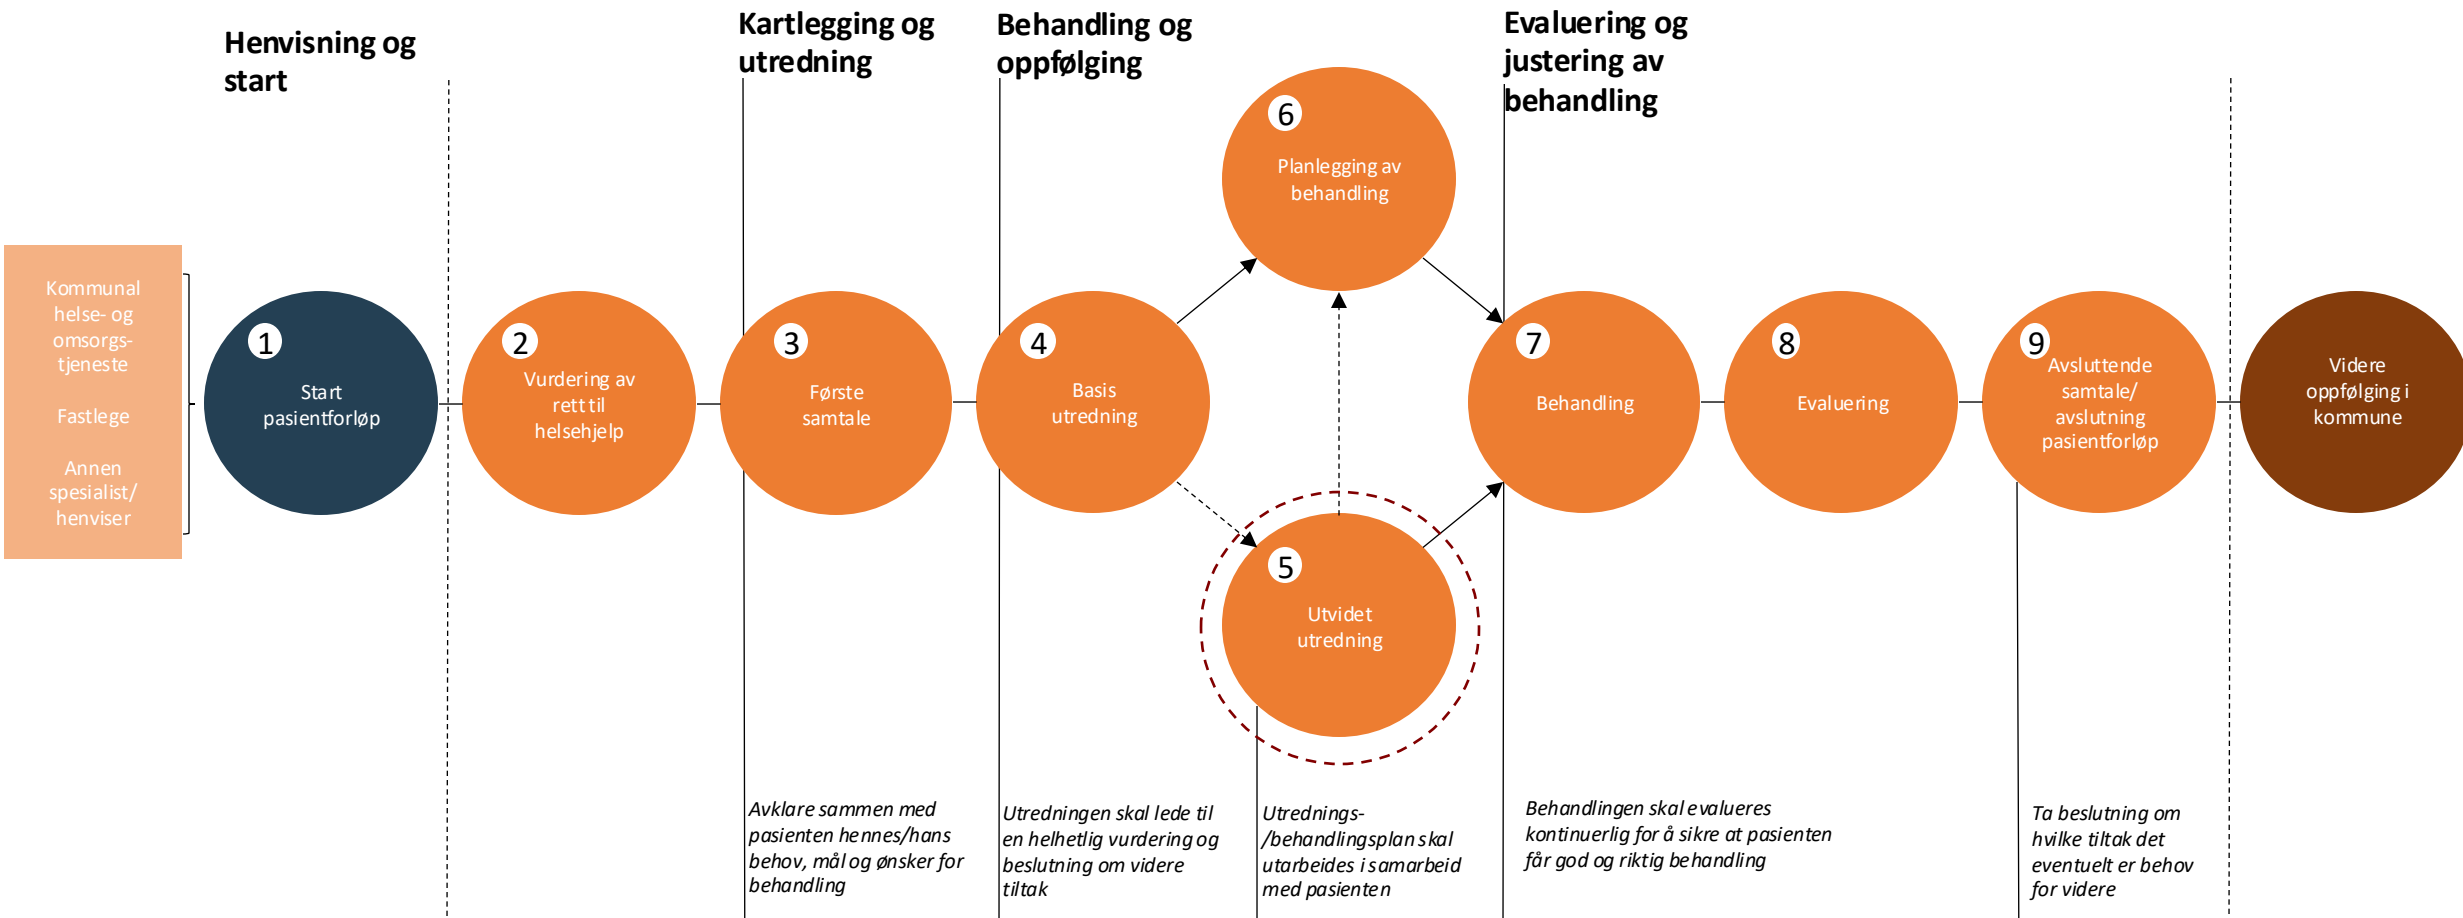 Henvisning og
start
Kartlegging og
utredning
Behandling og
oppfølging
Evaluering og
justering av
behandling
Kommunal
helse- og
omsorgs-
tjeneste
Fastlege
Annen
spesialist/
henviser
1
Start
pasientforløp
2
Vurdering av
rett til
helsehjelp
3
Første
samtale
4
Basis
utredning
6
Planlegging av
behandling
5
Utvidet
utredning
7
Behandling
8
Evaluering
9
Avsluttende
samtale/
avslutning
pasientforløp
Videre
oppfølging i
kommune
Avklare sammen med
pasienten hennes/hans
behov, mål og ønsker for
behandling
Utredningen skal lede til
en helhetlig vurdering og
beslutning om videre
tiltak
Utrednings-
/behandlingsplan skal
utarbeides i samarbeid
med pasienten
Behandlingen skal evalueres
kontinuerlig for å sikre at pasienten
får god og riktig behandling
Ta beslutning om
hvilke tiltak det
eventuelt er behov
for videre